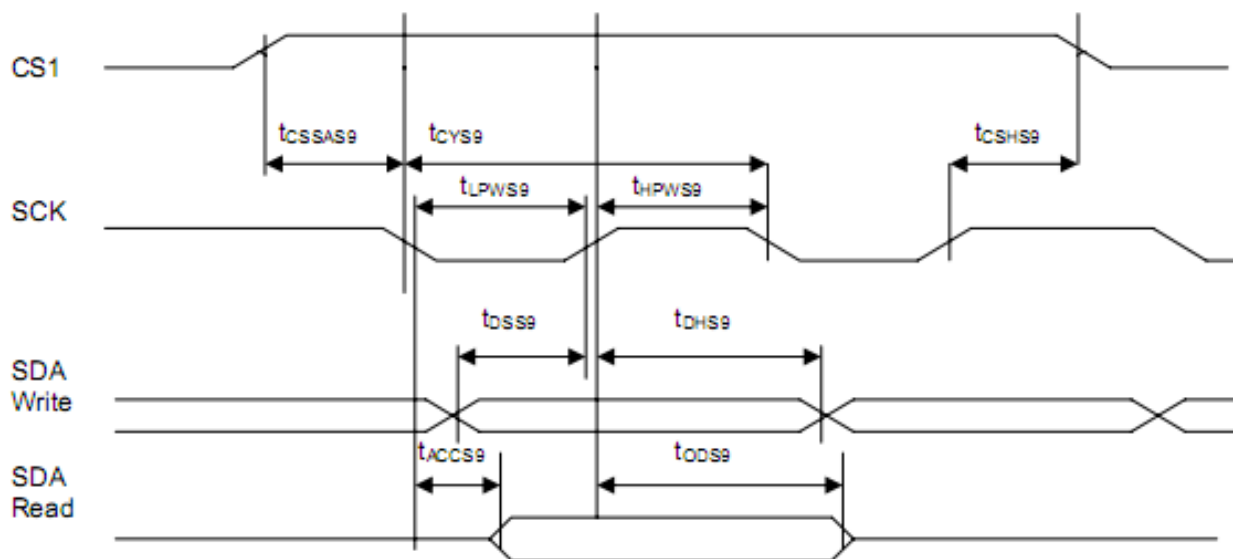 CS1
tCSSAS9
tCYS9
tCSHS9
tLPWS9
tHPWS9
SCK
tDSS9
tDHS9
SDA
Write
tACCS9
tODS9
SDA
Read